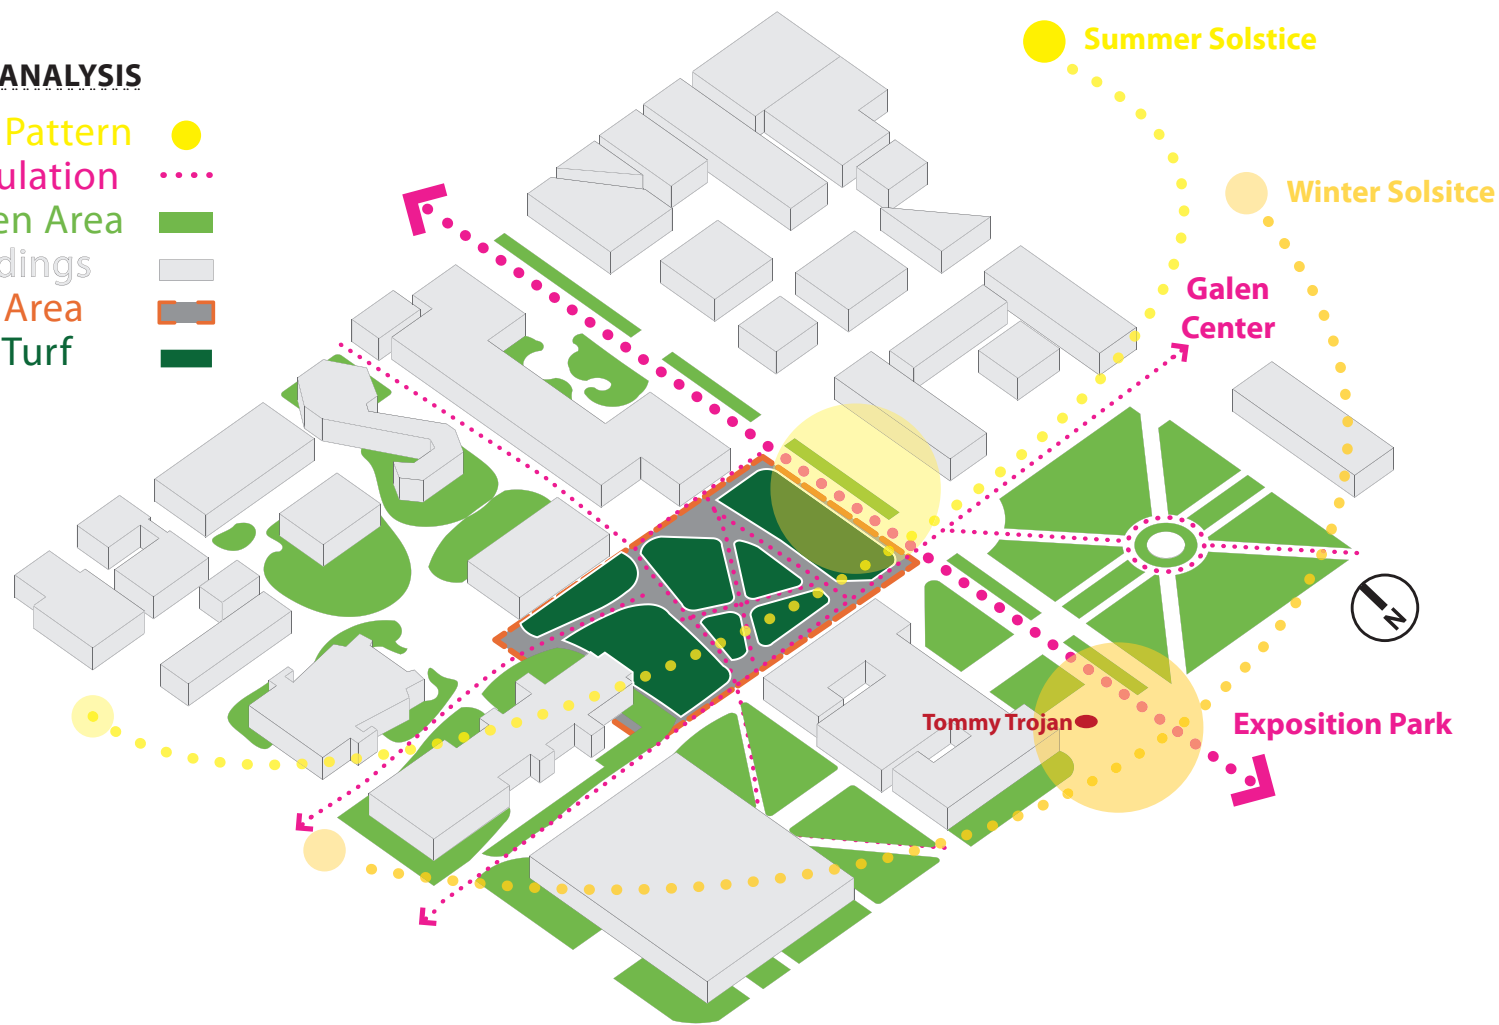 ANALYSIS
Pattern
ulation
en Area
dings
Area
Turf
Summer Solstice
Winter Solsitce
Galen
Center
N
Tommy Trojan
Exposition Park